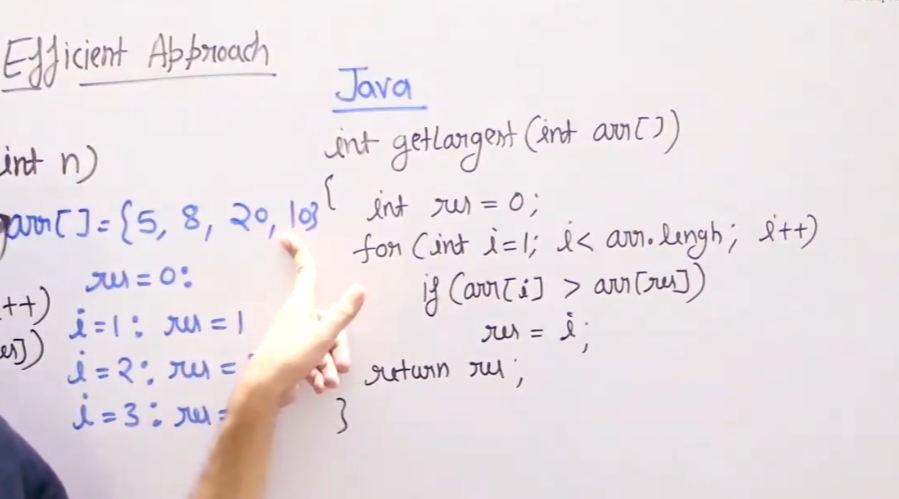 Efficient Approach
int n)
arr[] = {5, 8, 20, 10}
res = 0:
++)
es])
i = 1 : res = 1
i = 2 : res =
i = 3 : res =
Java
int getLargest (int arr[])
{
int res = 0;
for (int i=1; i< arr.lengh; i++)
if (arr[i] > arr[res])
res = i;
return res;
}